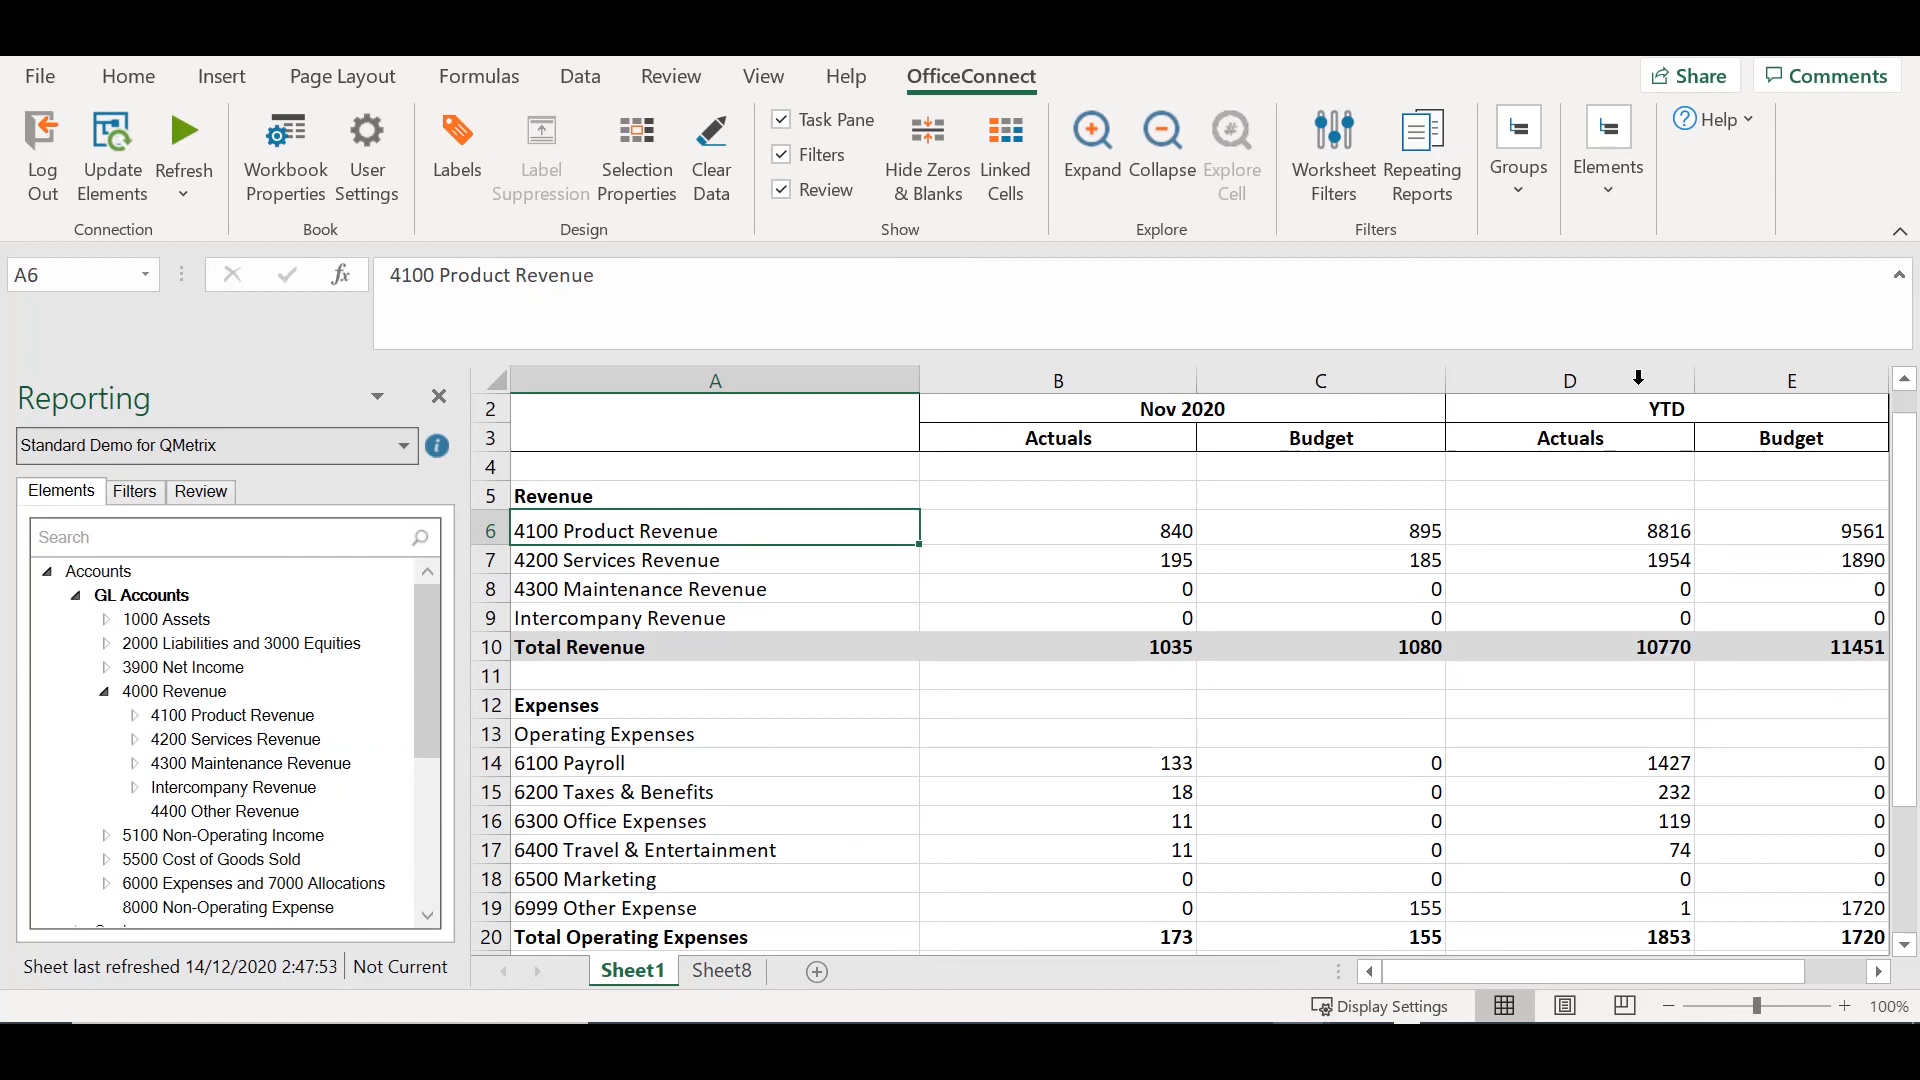 File Home Insert Page Layout Formulas Data Review View Help OfficeConnect Share Comments
Log Out Update Elements Refresh Workbook Properties User Settings Labels Label Suppression Selection Properties Clear Data Task Pane Filters Review Hide Zeros & Blanks Linked Cells Expand Collapse Explore Cell Worksheet Filters Repeating Reports Groups Elements Help
Connection Book Design Show Explore Filters
A6 fx 4100 Product Revenue
Reporting
Standard Demo for QMetrix
Elements Filters Review
Search
Accounts
GL Accounts
1000 Assets
2000 Liabilities and 3000 Equities
3900 Net Income
4000 Revenue
4100 Product Revenue
4200 Services Revenue
4300 Maintenance Revenue
Intercompany Revenue
4400 Other Revenue
5100 Non-Operating Income
5500 Cost of Goods Sold
6000 Expenses and 7000 Allocations
8000 Non-Operating Expense
Sheet last refreshed 14/12/2020 2:47:53 Not Current
A B C D E
2 Nov 2020 YTD
3 Actuals Budget Actuals Budget
4
5 Revenue
6 4100 Product Revenue 840 895 8816 9561
7 4200 Services Revenue 195 185 1954 1890
8 4300 Maintenance Revenue 0 0 0 0
9 Intercompany Revenue 0 0 0 0
10 Total Revenue 1035 1080 10770 11451
11
12 Expenses
13 Operating Expenses
14 6100 Payroll 133 0 1427 0
15 6200 Taxes & Benefits 18 0 232 0
16 6300 Office Expenses 11 0 119 0
17 6400 Travel & Entertainment 11 0 74 0
18 6500 Marketing 0 0 0 0
19 6999 Other Expense 0 155 1 1720
20 Total Operating Expenses 173 155 1853 1720
Sheet1 Sheet8
Display Settings 100%